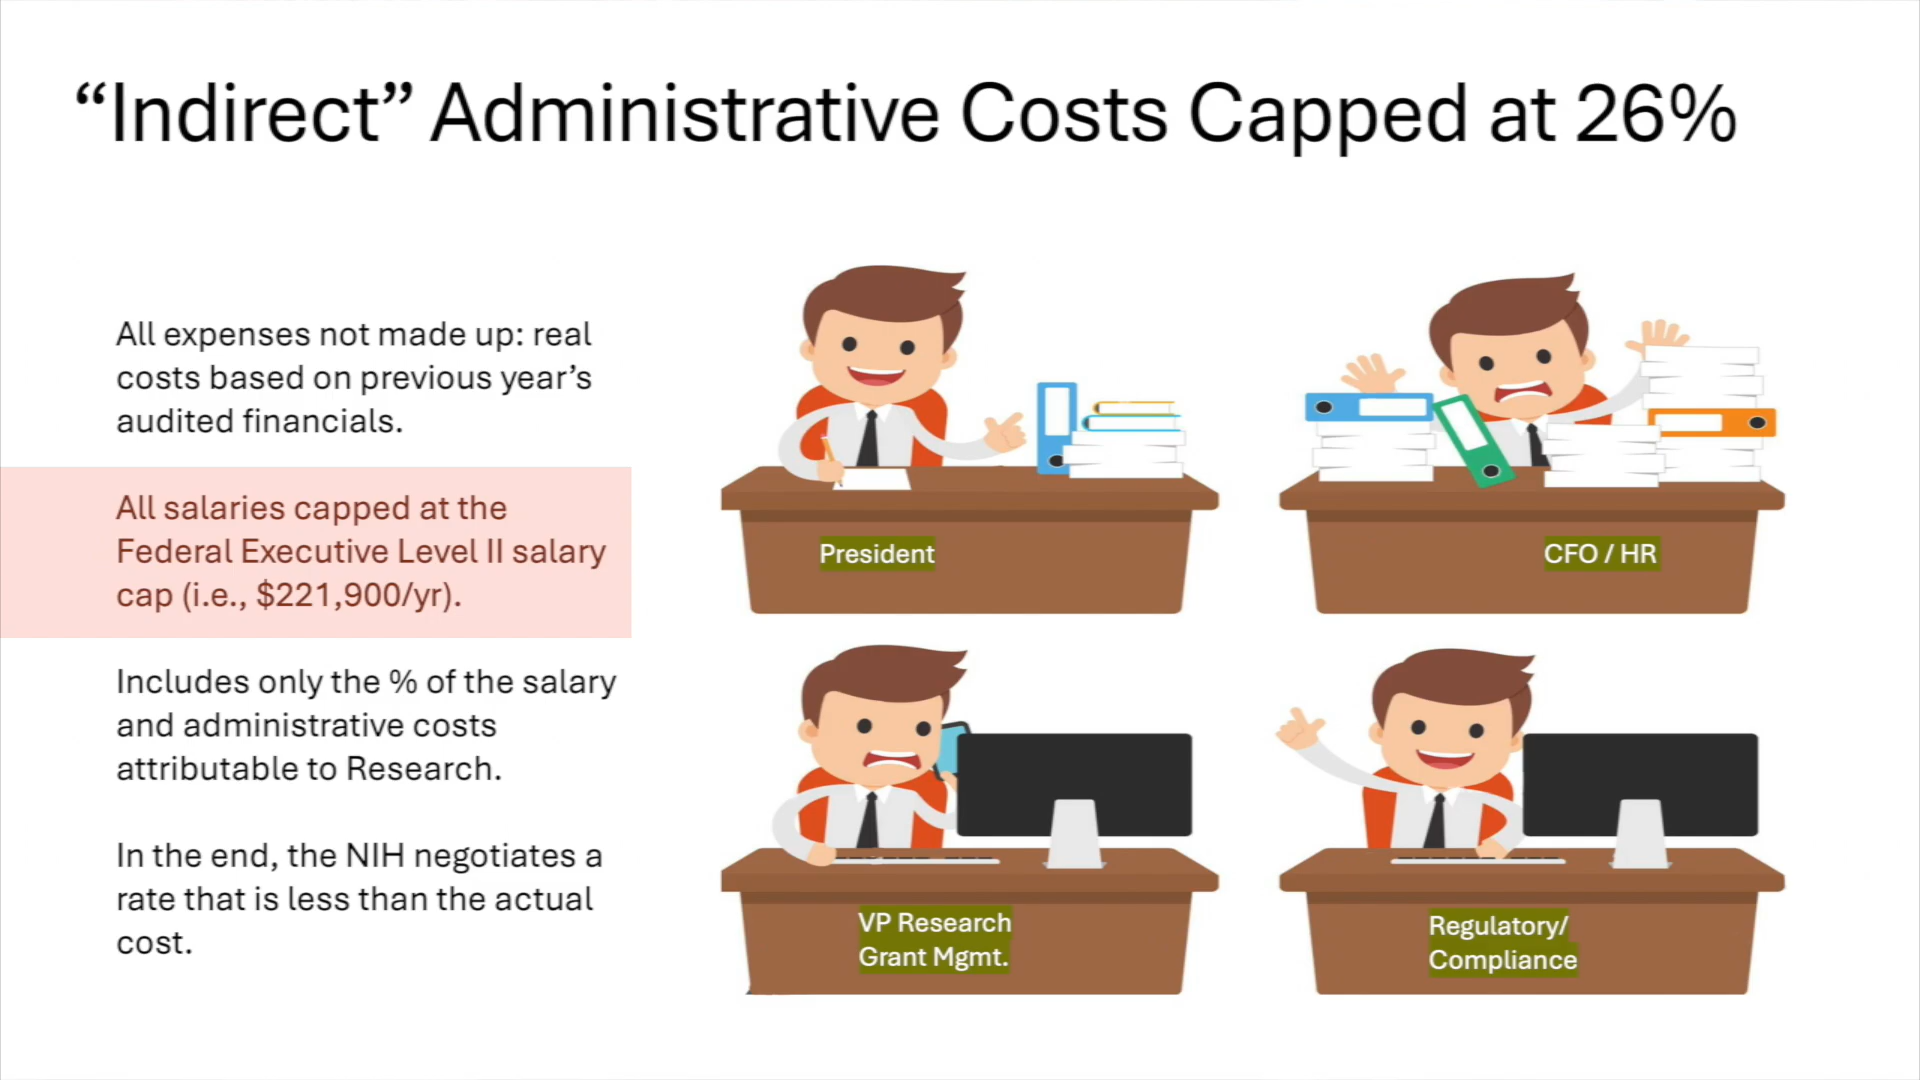 “Indirect” Administrative Costs Capped at 26%
All expenses not made up: real
costs based on previous year’s
audited financials.
All salaries capped at the
Federal Executive Level II salary
cap (i.e., $221,900/yr).
Includes only the % of the salary
and administrative costs
attributable to Research.
In the end, the NIH negotiates a
rate that is less than the actual
cost.
President
CFO / HR
VP Research
Grant Mgmt.
Regulatory/
Compliance